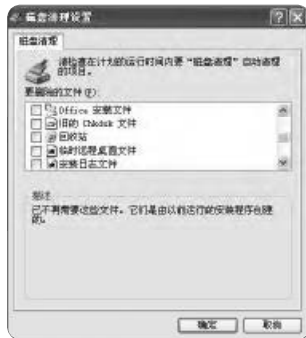 磁盘清理设置
磁盘清理
请检查在计划的运行时间内要“磁盘清理”自动清理
的项目。
要删除的文件(F):
Office 安装文件
旧的 Chkdsk 文件
回收站
临时远程桌面文件
安装日志文件
描述
已不再需要这些文件。它们是由以前运行的安装程序创建
的。
确定
取消